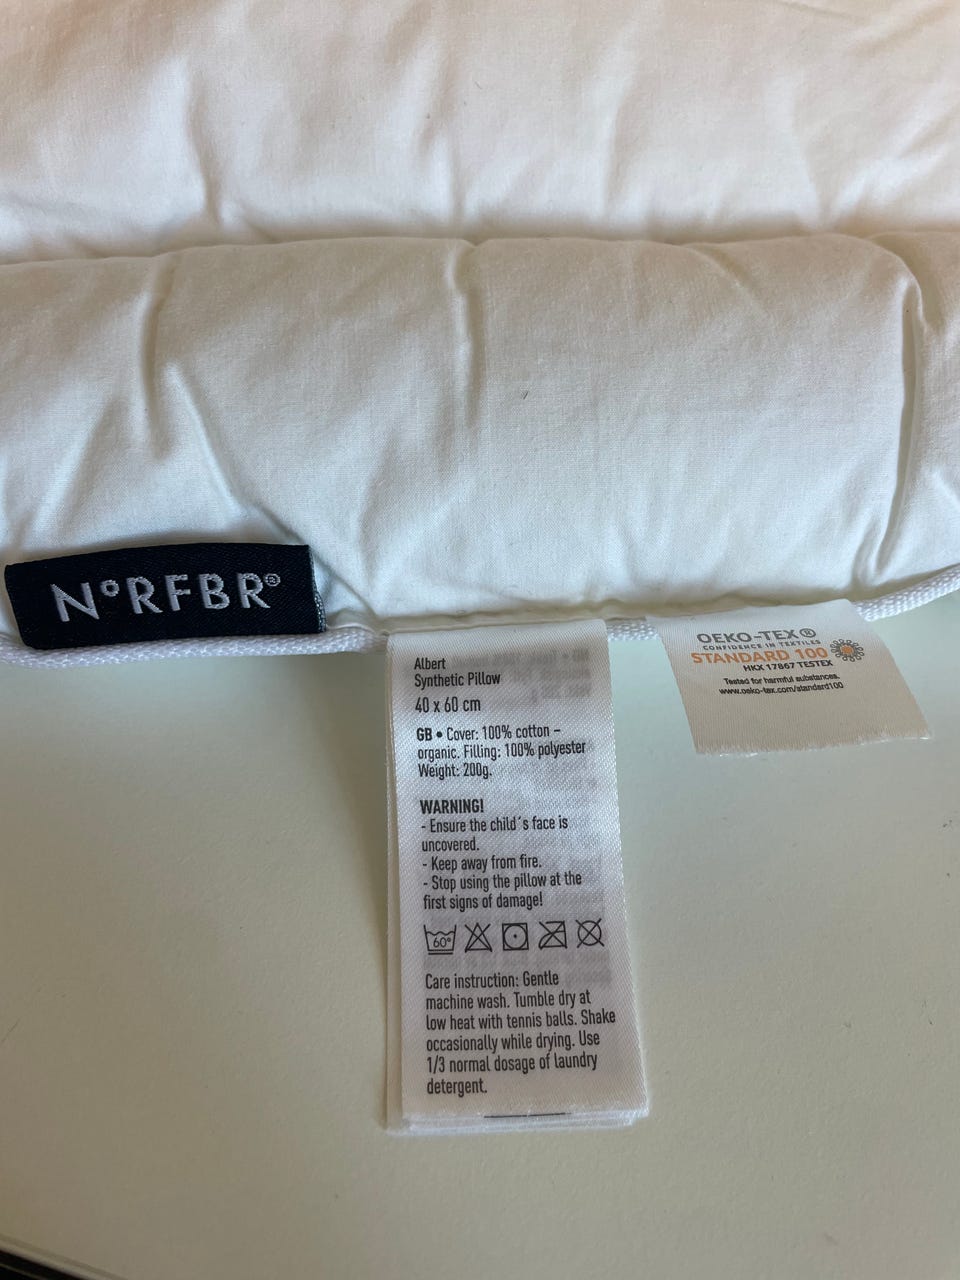 N°RFBR®
Albert
Synthetic Pillow
40 x 60 cm
GB • Cover: 100% cotton –
organic. Filling: 100% polyester
Weight: 200g.
WARNING!
- Ensure the child´s face is
uncovered.
- Keep away from fire.
- Stop using the pillow at the
first signs of damage!
60°
Care instruction: Gentle
machine wash. Tumble dry at
low heat with tennis balls. Shake
occasionally while drying. Use
1/3 normal dosage of laundry
detergent.
OEKO-TEX®
CONFIDENCE IN TEXTILES
STANDARD 100
HKX 17867 TESTEX
Tested for harmful substances.
www.oeko-tex.com/standard100